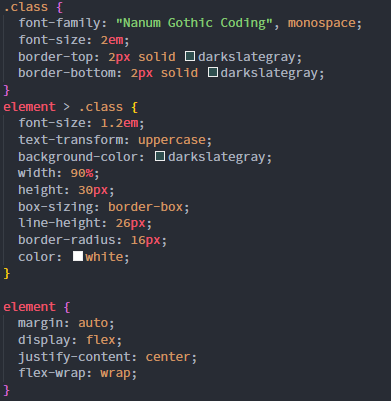 .class {
font-family: "Nanum Gothic Coding", monospace;
font-size: 2em;
border-top: 2px solid darkslategray;
border-bottom: 2px solid darkslategray;
}
element > .class {
font-size: 1.2em;
text-transform: uppercase;
background-color: darkslategray;
width: 90%;
height: 30px;
box-sizing: border-box;
line-height: 26px;
border-radius: 16px;
color: white;
}
element {
margin: auto;
display: flex;
justify-content: center;
flex-wrap: wrap;
}